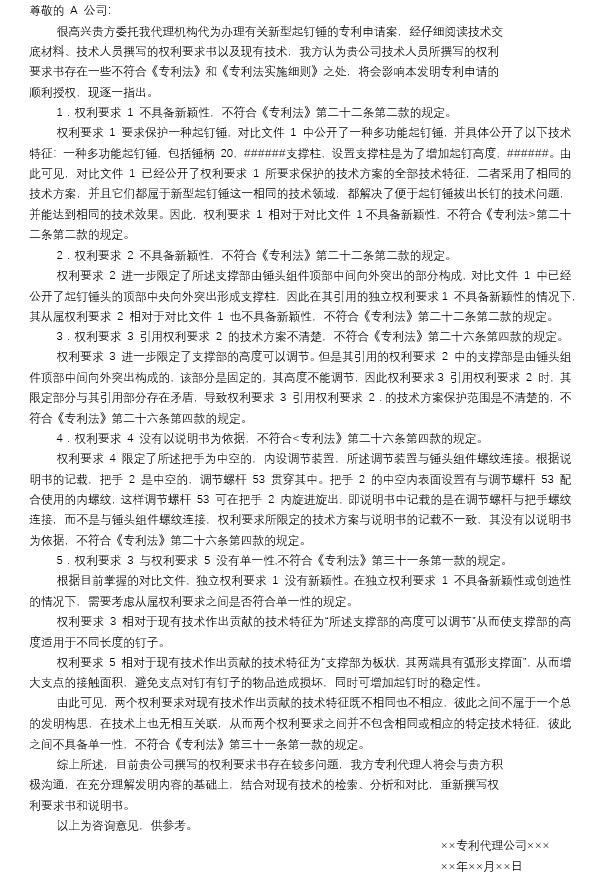 尊敬的 A 公司:
很高兴贵方委托我代理机构代为办理有关新型起钉锤的专利申请案，经仔细阅读技术交
底材料、技术人员撰写的权利要求书以及现有技术，我方认为贵公司技术人员所撰写的权利
要求书存在一些不符合《专利法》和《专利法实施细则》之处，将会影响本发明专利申请的
顺利授权，现逐一指出。
1．权利要求 1 不具备新颖性，不符合《专利法》第二十二条第二款的规定。
权利要求 1 要求保护一种起钉锤，对比文件 1 中公开了一种多功能起钉锤，并具体公开了以下技术
特征: 一种多功能起钉锤，包括锤柄 20，######支撑柱，设置支撑柱是为了增加起钉高度，######。由
此可见，对比文件 1 已经公开了权利要求 1 所要求保护的技术方案的全部技术特征，二者采用了相同的
技术方案，并且它们都属于新型起钉锤这一相同的技术领域，都解决了便于起钉锤拔出长钉的技术问题，
并能达到相同的技术效果。因此，权利要求 1 相对于对比文件 1 不具备新颖性，不符合《专利法>第二十
二条第二款的规定。
2．权利要求 2 不具备新颖性，不符合《专利法》第二十二条第二款的规定。
权利要求 2 进一步限定了所述支撑部由锤头组件顶部中间向外突出的部分构成，对比文件 1 中已经
公开了起钉锤头的顶部中央向外突出形成支撑柱，因此在其引用的独立权利要求 1 不具备新颖性的情况下，
其从属权利要求 2 相对于对比文件 1 也不具备新颖性，不符合《专利法》第二十二条第二款的规定。
3．权利要求 3 引用权利要求 2 的技术方案不清楚，不符合《专利法》第二十六条第四款的规定。
权利要求 3 进一步限定了支撑部的高度可以调节。但是其引用的权利要求 2 中的支撑部是由锤头组
件顶部中间向外突出构成的，该部分是固定的，其高度不能调节，因此权利要求 3 引用权利要求 2 时，其
限定部分与其引用部分存在矛盾，导致权利要求 3 引用权利要求 2．的技术方案保护范围是不清楚的，不
符合《专利法》第二十六条第四款的规定。
4．权利要求 4 没有以说明书为依据，不符合<专利法》第二十六条第四款的规定。
权利要求 4 限定了所述把手为中空的，内设调节装置，所述调节装置与锤头组件螺纹连接。根据说
明书的记载，把手 2 是中空的，调节螺杆 53 贯穿其中。把手 2 的中空内表面设置有与调节螺杆 53 配
合使用的内螺纹，这样调节螺杆 53 可在把手 2 内旋进旋出，即说明书中记载的是在调节螺杆与把手螺纹
连接，而不是与锤头组件螺纹连接，权利要求所限定的技术方案与说明书的记载不一致，其没有以说明书
为依据，不符合《专利法》第二十六条第四款的规定。
5．权利要求 3 与权利要求 5 没有单一性,不符合《专利法》第三十一条第一款的规定。
根据目前掌握的对比文件，独立权利要求 1 没有新颖性。在独立权利要求 1 不具备新颖性或创造性
的情况下，需要考虑从属权利要求之间是否符合单一性的规定。
权利要求 3 相对于现有技术作出贡献的技术特征为“所述支撑部的高度可以调节”从而使支撑部的高
度适用于不同长度的钉子。
权利要求 5 相对于现有技术作出贡献的技术特征为“支撑部为板状，其两端具有弧形支撑面”，从而增
大支点的接触面积，避免支点对钉有钉子的物品造成损坏，同时可增加起钉时的稳定性。
由此可见，两个权利要求对现有技术作出贡献的技术特征既不相同也不相应，彼此之间不属于一个总
的发明构思，在技术上也无相互关联，从而两个权利要求之间并不包含相同或相应的特定技术特征，彼此
之间不具备单一性，不符合《专利法》第三十一条第一款的规定。
综上所述，目前贵公司撰写的权利要求书存在较多问题，我方专利代理人将会与贵方积
极沟通，在充分理解发明内容的基础上，结合对现有技术的检索、分析和对比，重新撰写权
利要求书和说明书。
以上为咨询意见，供参考。
××专利代理公司×××
××年××月××日